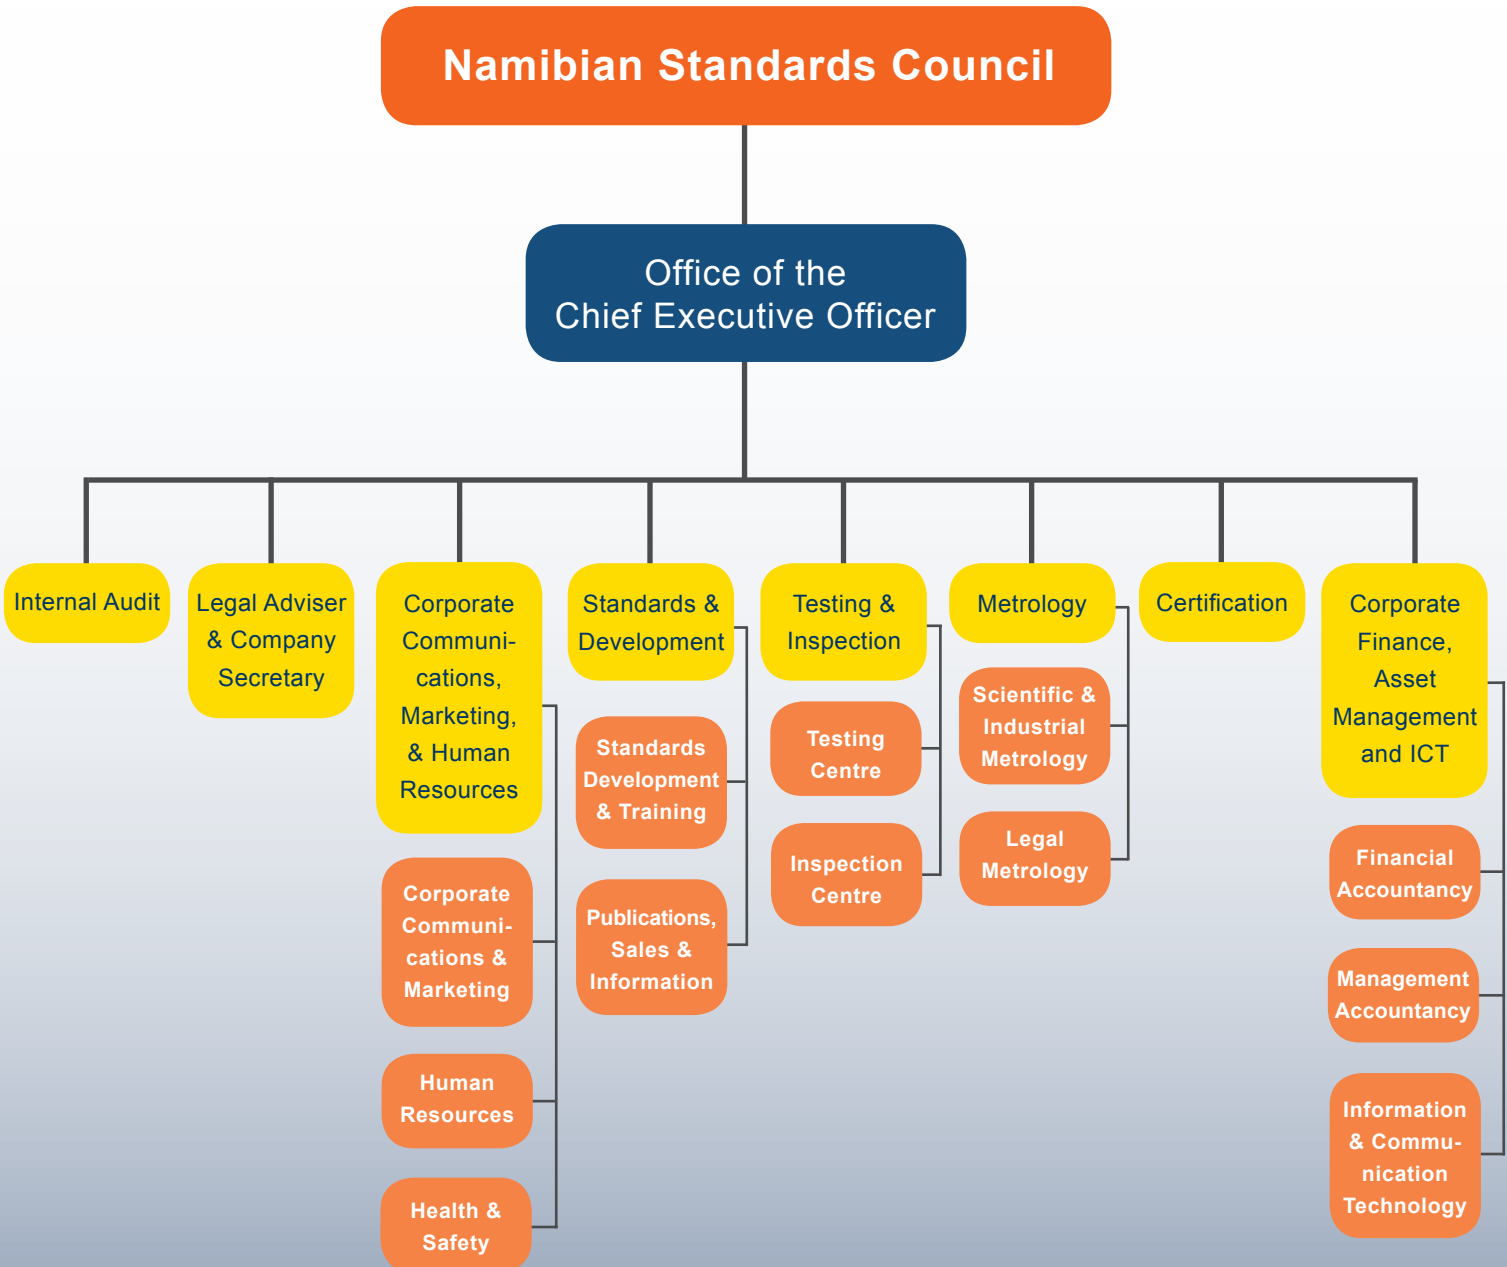 Namibian Standards Council
Office of the
Chief Executive Officer
Internal Audit
Legal Adviser
& Company
Secretary
Corporate
Communi-
cations,
Marketing,
& Human
Resources
Standards &
Development
Testing &
Inspection
Metrology
Certification
Corporate
Finance,
Asset
Management
and ICT
Corporate
Communi-
cations &
Marketing
Human
Resources
Health &
Safety
Standards
Development
& Training
Publications,
Sales &
Information
Testing
Centre
Inspection
Centre
Scientific &
Industrial
Metrology
Legal
Metrology
Financial
Accountancy
Management
Accountancy
Information
& Commu-
nication
Technology